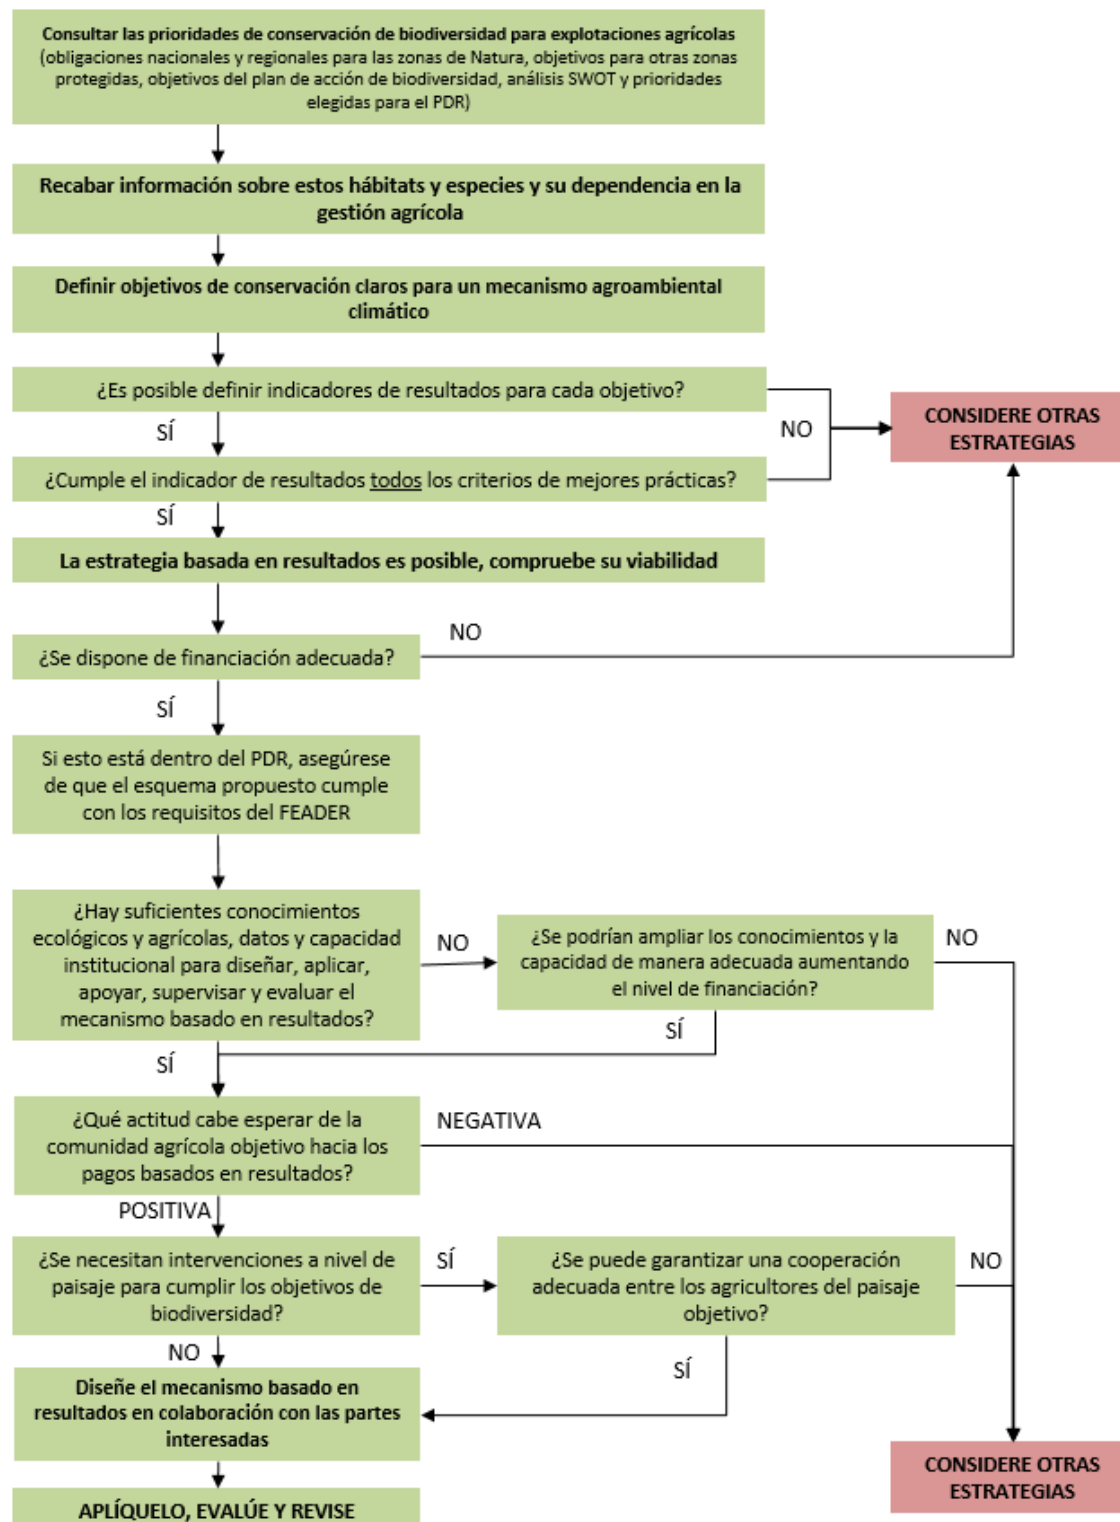 Consultar las prioridades de conservación de biodiversidad para explotaciones agrícolas
(obligaciones nacionales y regionales para las zonas de Natura, objetivos para otras zonas
protegidas, objetivos del plan de acción de biodiversidad, análisis SWOT y prioridades
elegidas para el PDR)
Recabar información sobre estos hábitats y especies y su dependencia en la
gestión agrícola
Definir objetivos de conservación claros para un mecanismo agroambiental
climático
¿Es posible definir indicadores de resultados para cada objetivo?
SÍ
NO
CONSIDERE OTRAS
ESTRATEGIAS
¿Cumple el indicador de resultados todos los criterios de mejores prácticas?
SÍ
La estrategia basada en resultados es posible, compruebe su viabilidad
NO
¿Se dispone de financiación adecuada?
SÍ
Si esto está dentro del PDR, asegúrese
de que el esquema propuesto cumple
con los requisitos del FEADER
¿Hay suficientes conocimientos
ecológicos y agrícolas, datos y capacidad
institucional para diseñar, aplicar,
apoyar, supervisar y evaluar el
mecanismo basado en resultados?
NO
¿Se podrían ampliar los conocimientos y la
capacidad de manera adecuada aumentando
el nivel de financiación?
NO
SÍ
SÍ
¿Qué actitud cabe esperar de la
comunidad agrícola objetivo hacia los
pagos basados en resultados?
NEGATIVA
POSITIVA
¿Se necesitan intervenciones a nivel de
paisaje para cumplir los objetivos de
biodiversidad?
SÍ
¿Se puede garantizar una cooperación
adecuada entre los agricultores del paisaje
objetivo?
NO
NO
SÍ
Diseñe el mecanismo basado en
resultados en colaboración con las partes
interesadas
CONSIDERE OTRAS
ESTRATEGIAS
APLÍQUELO, EVALÚE Y REVISE